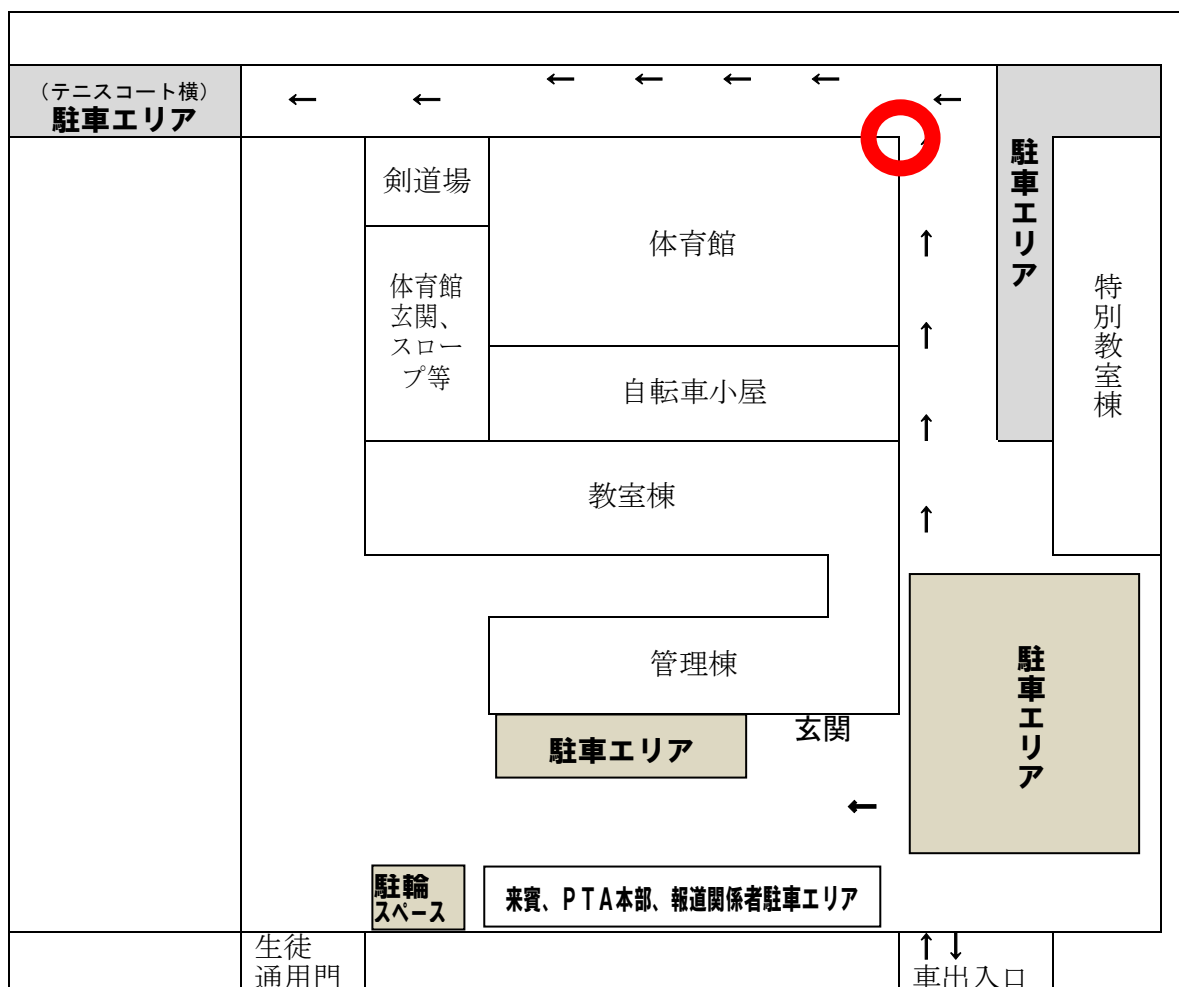 ← ← ← ←
（テニスコート横）
駐車エリア
← ←
←
↑
駐車エリア
剣道場
体育館
↑
体育館
玄関、
スロー
プ等
特別教室棟
↑
自転車小屋
↑
教室棟
↑
管理棟
駐車エリア
玄関
駐車エリア
←
駐輪
スペース
来賓、ＰＴＡ本部、報道関係者駐車エリア
生徒
通用門
↑↓
車出入口